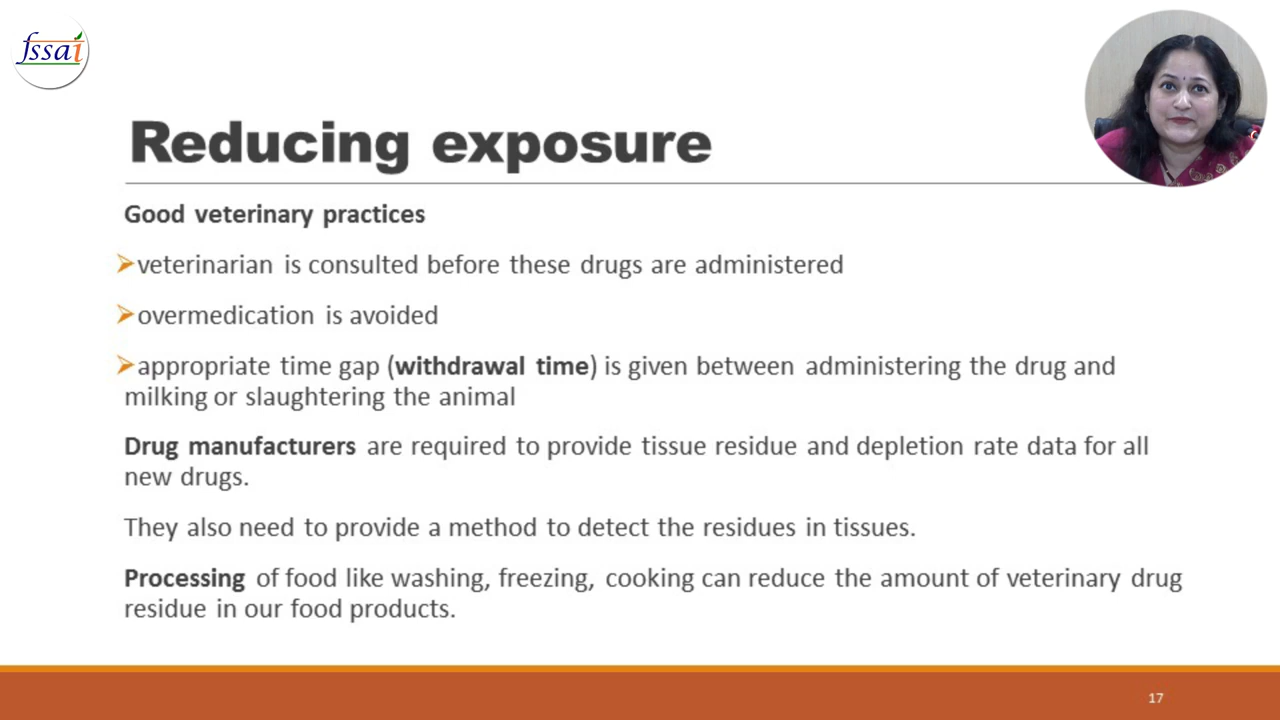 fssai
Reducing exposure
Good veterinary practices
➢veterinarian is consulted before these drugs are administered
➢overmedication is avoided
➢appropriate time gap (withdrawal time) is given between administering the drug and
milking or slaughtering the animal
Drug manufacturers are required to provide tissue residue and depletion rate data for all
new drugs.
They also need to provide a method to detect the residues in tissues.
Processing of food like washing, freezing, cooking can reduce the amount of veterinary drug
residue in our food products.
17